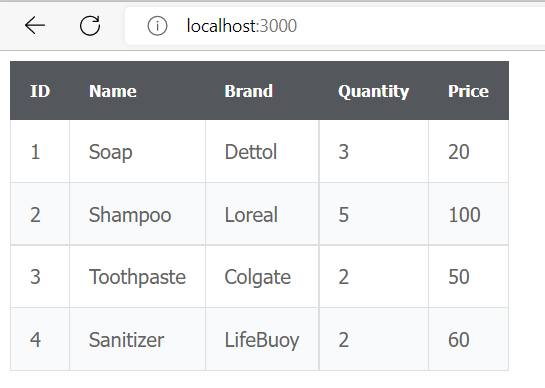 localhost:3000
ID Name Brand Quantity Price
1 Soap Dettol 3 20
2 Shampoo Loreal 5 100
3 Toothpaste Colgate 2 50
4 Sanitizer LifeBuoy 2 60